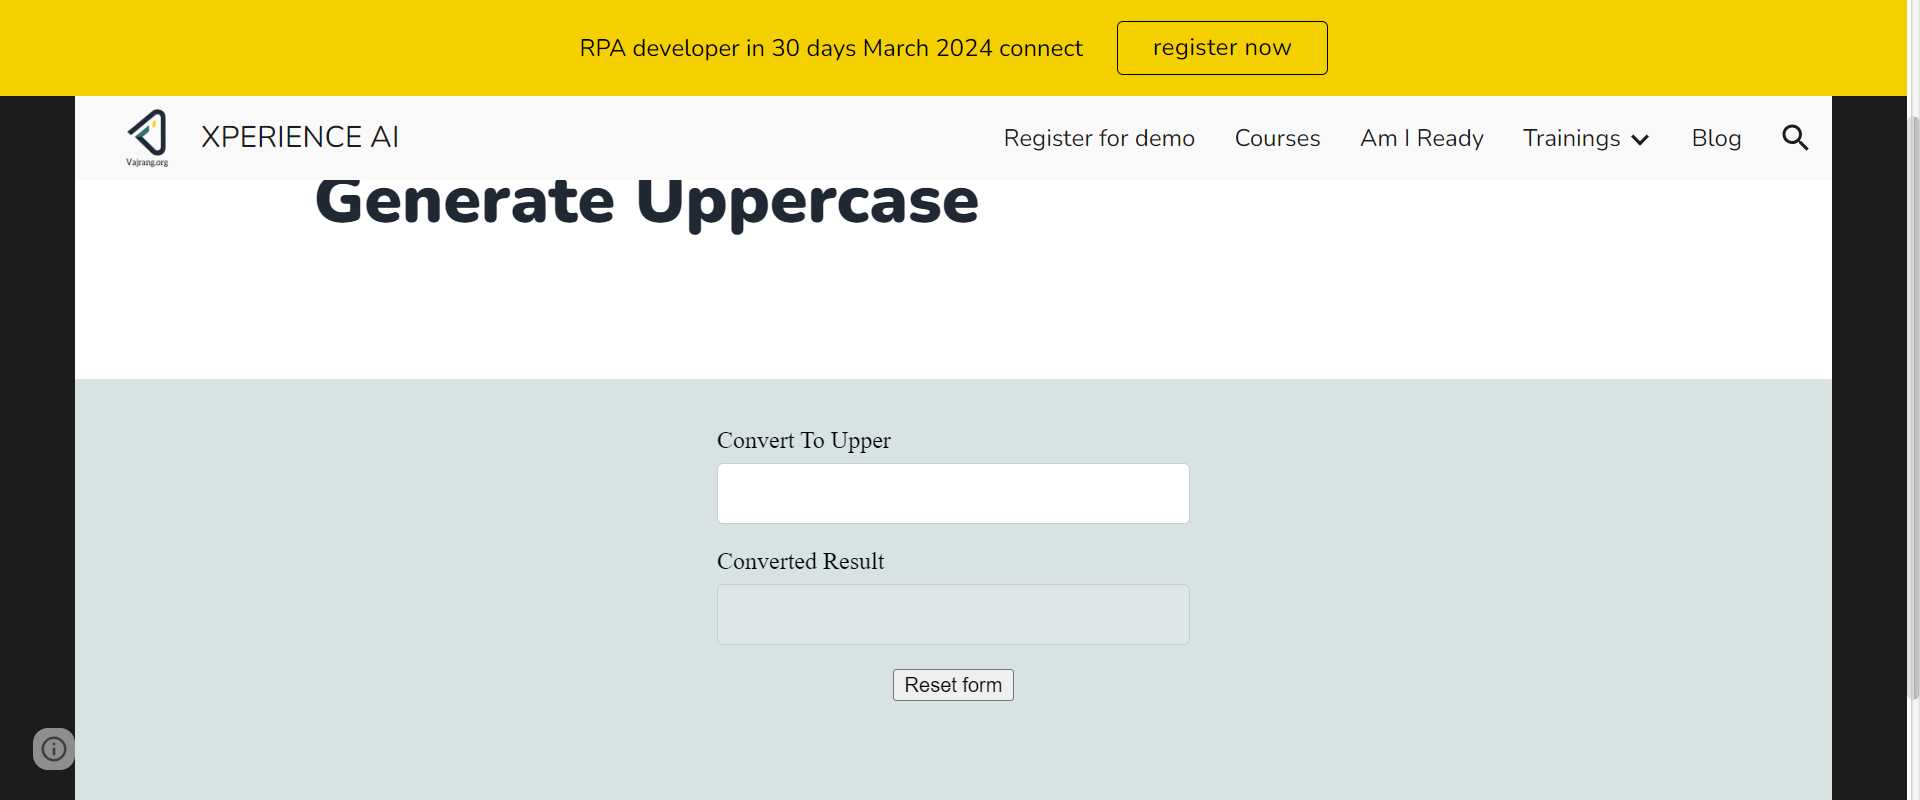 RPA developer in 30 days March 2024 connect
register now
Vajrang.org
XPERIENCE AI
Register for demo
Courses
Am I Ready
Trainings
Blog
Generate Uppercase
Convert To Upper
Converted Result
Reset form